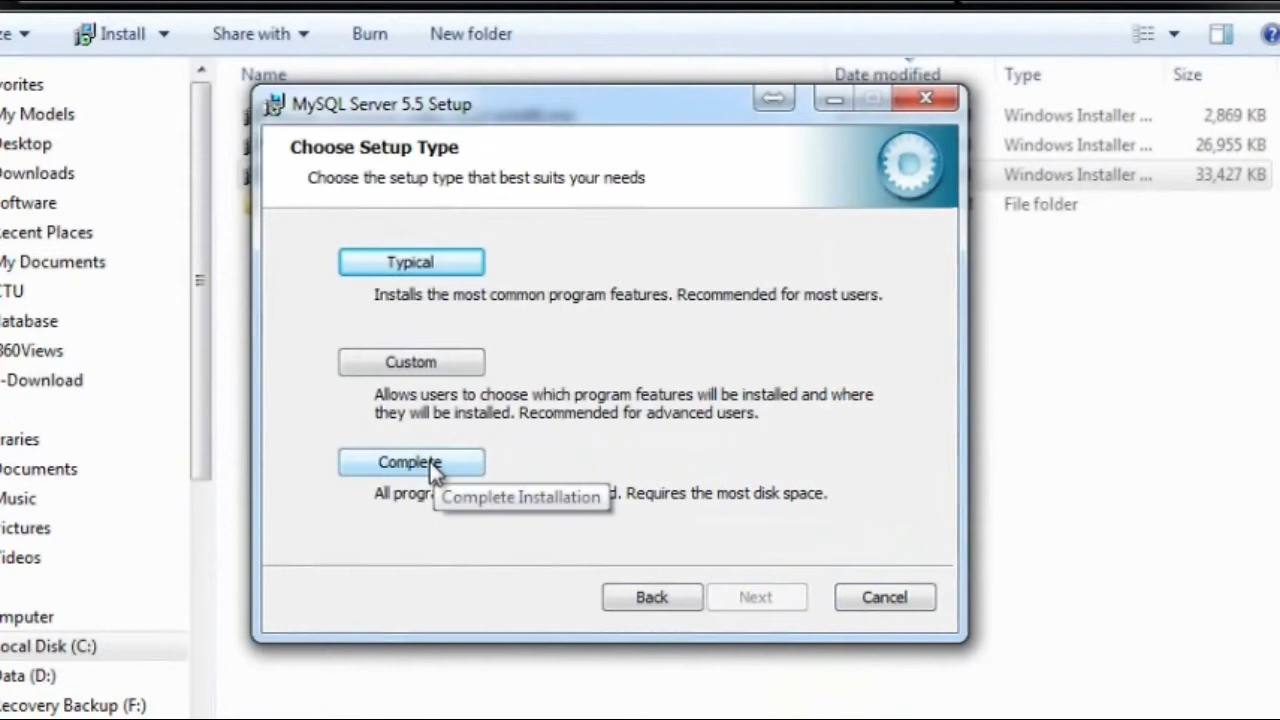 ze Install Share with Burn New folder
Name Date modified Type Size
vorites
My Models
Desktop
Downloads
oftware
ecent Places
My Documents
CTU
atabase
360Views
-Download
raries
Documents
Music
ictures
Videos
mputer
ocal Disk (C:)
ata (D:)
ecovery Backup (F:)
Windows Installer ... 2,869 KB
Windows Installer ... 26,955 KB
Windows Installer ... 33,427 KB
File folder
MySQL Server 5.5 Setup
Choose Setup Type
Choose the setup type that best suits your needs
Typical
Installs the most common program features. Recommended for most users.
Custom
Allows users to choose which program features will be installed and where
they will be installed. Recommended for advanced users.
Complete
All progr d. Requires the most disk space.
Complete Installation
Back Next Cancel